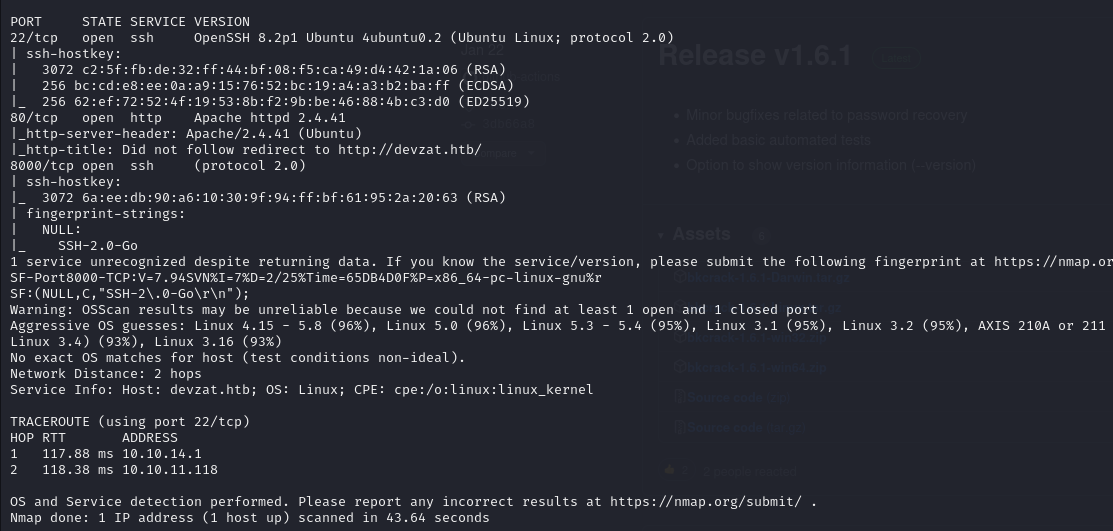 PORT     STATE SERVICE VERSION
22/tcp   open  ssh     OpenSSH 8.2p1 Ubuntu 4ubuntu0.2 (Ubuntu Linux; protocol 2.0)
| ssh-hostkey:
|   3072 c2:5f:fb:de:32:ff:44:bf:08:f5:ca:49:d4:42:1a:06 (RSA)
|   256 bc:cd:e8:ee:0a:a9:15:76:52:bc:19:a4:a3:b2:ba:ff (ECDSA)
|_  256 62:ef:72:52:4f:19:53:8b:f2:9b:be:46:88:4b:c3:d0 (ED25519)
80/tcp   open  http    Apache httpd 2.4.41
|_http-server-header: Apache/2.4.41 (Ubuntu)
|_http-title: Did not follow redirect to http://devzat.htb/
8000/tcp open  ssh     (protocol 2.0)
| ssh-hostkey:
|_  3072 6a:ee:db:90:a6:10:30:9f:94:ff:bf:61:95:2a:20:63 (RSA)
| fingerprint-strings:
|   NULL:
|_    SSH-2.0-Go
1 service unrecognized despite returning data. If you know the service/version, please submit the following fingerprint at https://nmap.or
SF-Port8000-TCP:V=7.94SVN%I=7%D=2/25%Time=65DB4D0F%P=x86_64-pc-linux-gnu%r
SF:(NULL,C,"SSH-2\.0-Go\r\n");
Warning: OSScan results may be unreliable because we could not find at least 1 open and 1 closed port
Aggressive OS guesses: Linux 4.15 - 5.8 (96%), Linux 5.0 (96%), Linux 5.3 - 5.4 (95%), Linux 3.1 (95%), Linux 3.2 (95%), AXIS 210A or 211
Linux 3.4) (93%), Linux 3.16 (93%)
No exact OS matches for host (test conditions non-ideal).
Network Distance: 2 hops
Service Info: Host: devzat.htb; OS: Linux; CPE: cpe:/o:linux:linux_kernel
TRACEROUTE (using port 22/tcp)
HOP RTT       ADDRESS
1   117.88 ms 10.10.14.1
2   118.38 ms 10.10.11.118
OS and Service detection performed. Please report any incorrect results at https://nmap.org/submit/ .
Nmap done: 1 IP address (1 host up) scanned in 43.64 seconds
Jan 22
Release v1.6.1
Minor bugfixes related to password recovery
Added basic automated tests
Option to show version information (--version)
Assets
Source code
Source code